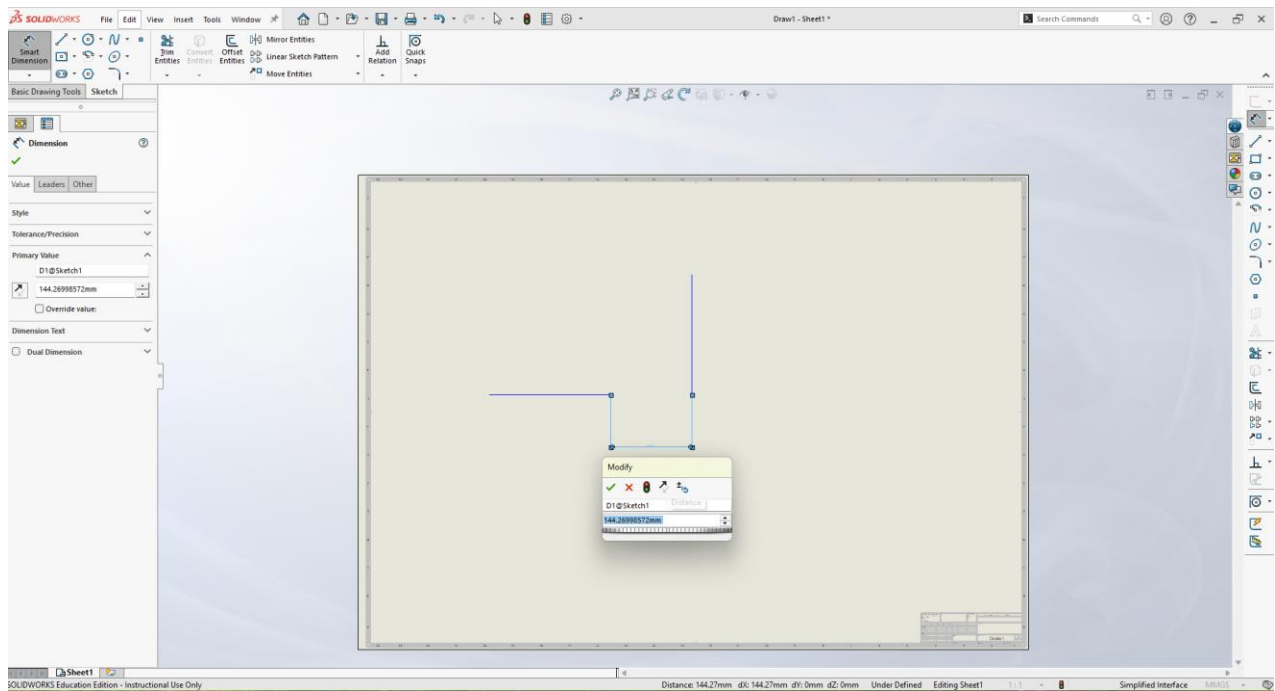 SOLIDWORKS File Edit View Insert Tools Window Draw1 - Sheet1 * Search Commands
Smart Dimension
Trim Entities
Convert Entities
Offset Entities
Mirror Entities
Linear Sketch Pattern
Move Entities
Add Relation
Quick Snaps
Basic Drawing Tools Sketch
Dimension
Value Leaders Other
Style
Tolerance/Precision
Primary Value
D1@Sketch1
144.26998572mm
Override value:
Dimension Text
Dual Dimension
Modify
D1@Sketch1 Distance
144.26998572mm
Sheet1
SOLIDWORKS Education Edition - Instructional Use Only Distance: 144.27mm dX: 144.27mm dY: 0mm dZ: 0mm Under Defined Editing Sheet1 1:1 Simplified Interface MMGS